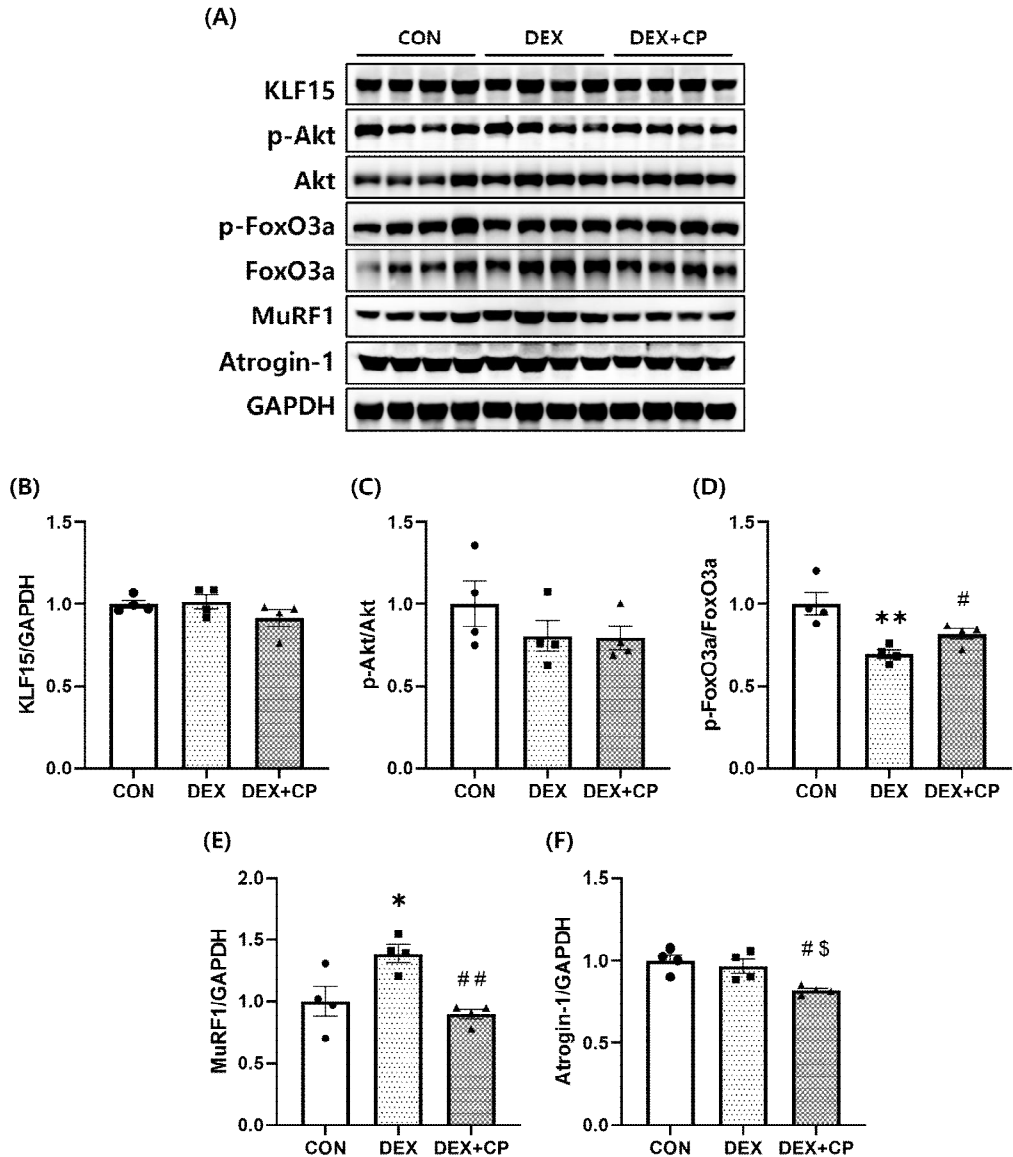 (A)
CON DEX DEX+CP
KLF15
p-Akt
Akt
p-FoxO3a
FoxO3a
MuRF1
Atrogin-1
GAPDH
(B)
KLF15/GAPDH
1.5
1.0
0.5
0.0
CON DEX DEX+CP
(C)
p-Akt/Akt
1.5
1.0
0.5
0.0
CON DEX DEX+CP
(D)
p-FoxO3a/FoxO3a
1.5
1.0
0.5
0.0
**
#
CON DEX DEX+CP
(E)
MuRF1/GAPDH
2.0
1.5
1.0
0.5
0.0
*
##
CON DEX DEX+CP
(F)
Atrogin-1/GAPDH
1.5
1.0
0.5
0.0
# $
CON DEX DEX+CP